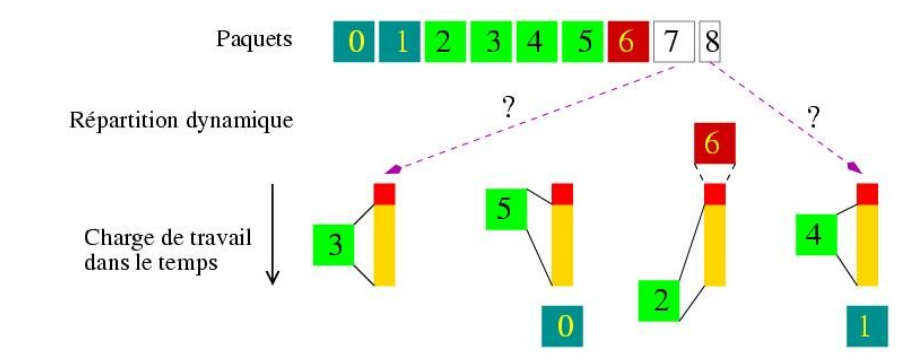 Paquets
0 1 2 3 4 5 6 7 8
Répartition dynamique
? ?
6
Charge de travail
dans le temps
3 5 2 4
0 1